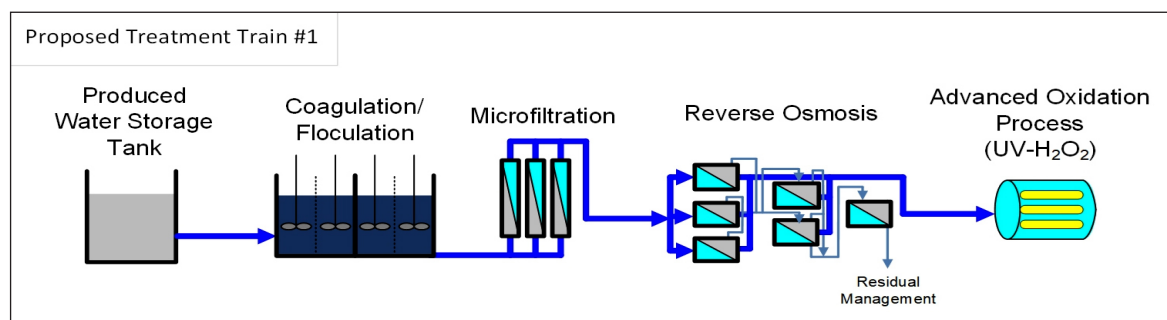 Proposed Treatment Train #1
Produced
Water Storage
Tank
Coagulation/
Floculation
Microfiltration
Reverse Osmosis
Advanced Oxidation
Process
(UV-H₂O₂)
Residual
Management